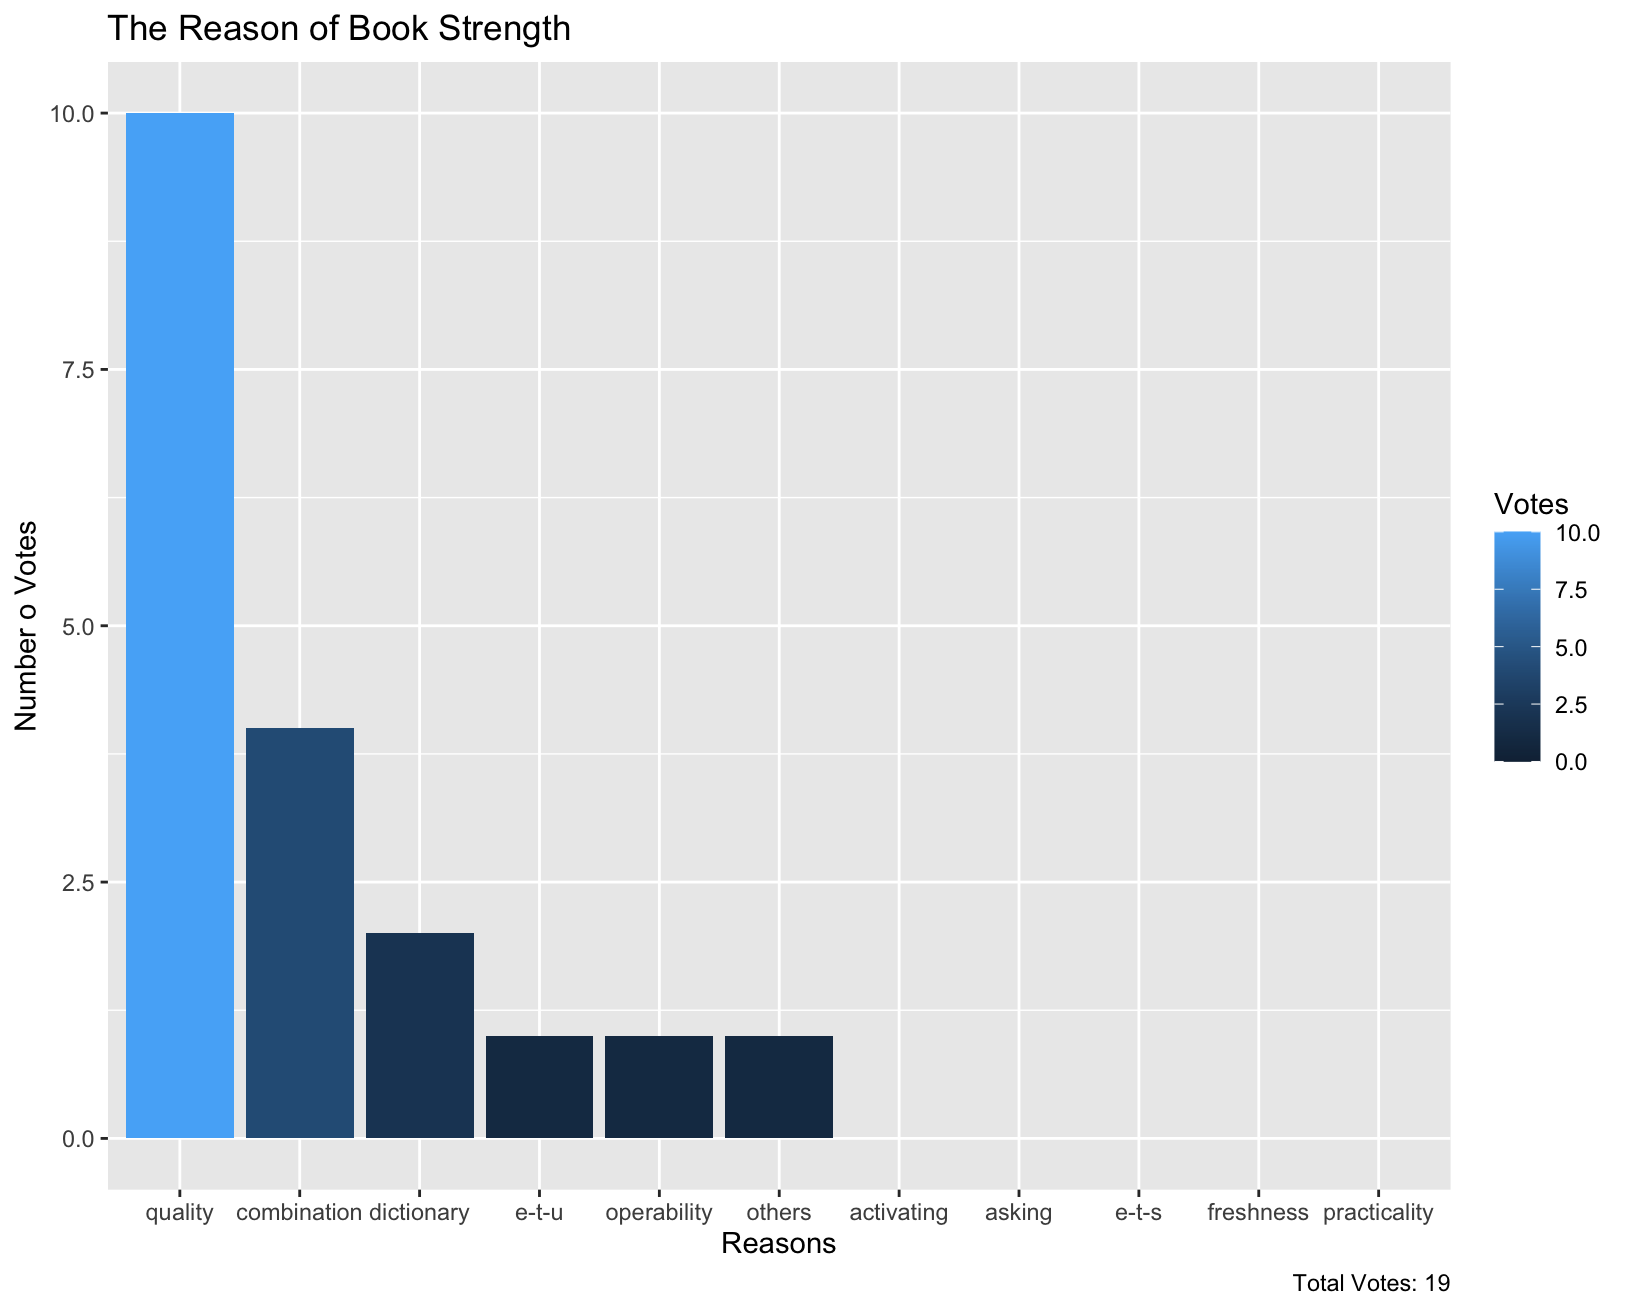 The Reason of Book Strength
Number o Votes
10.0
7.5
5.0
2.5
0.0
quality combination dictionary e-t-u operability others activating asking e-t-s freshness practicality
Reasons
Votes
10.0
7.5
5.0
2.5
0.0
Total Votes: 19